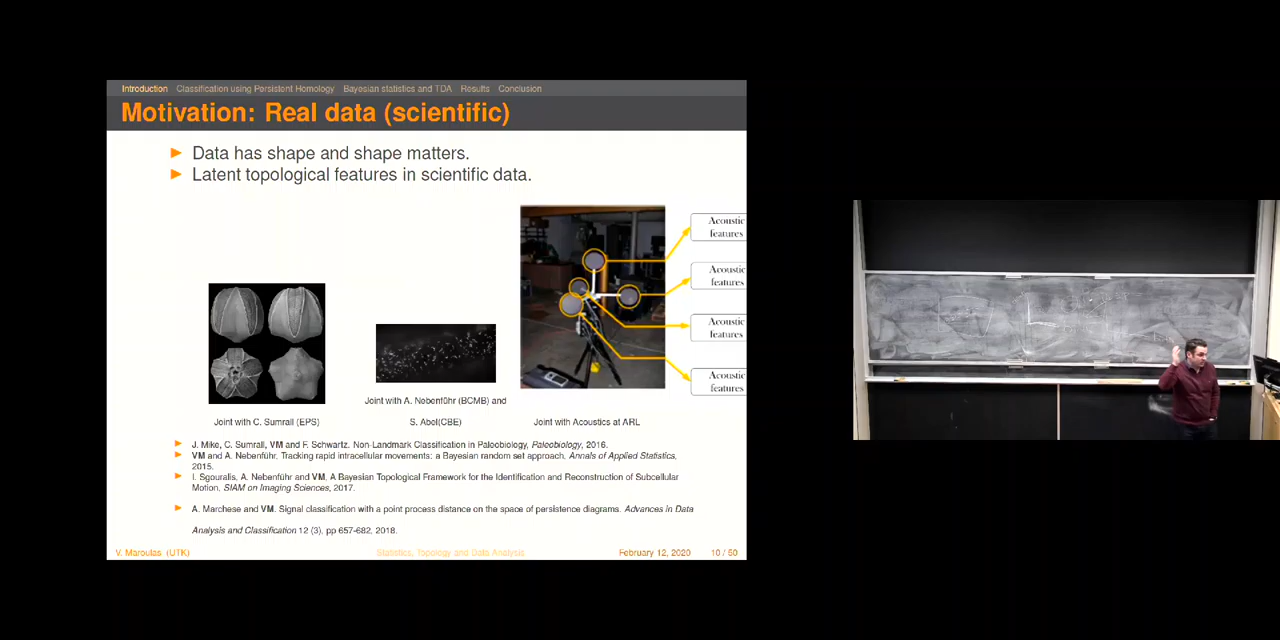 Introduction Classification using Persistent Homology Bayesian statistics and TDA Results Conclusion
Motivation: Real data (scientific)
Data has shape and shape matters.
Latent topological features in scientific data.
Acoustic
features
Acoustic
features
Acoustic
features
Acoustic
features
Joint with C. Sumrall (EPS)
Joint with A. Nebenführ (BCMB) and
S. Abel(CBE)
Joint with Acoustics at ARL
J. Mike, C. Sumrall, VM and F. Schwartz. Non-Landmark Classification in Paleobiology, Paleobiology, 2016.
VM and A. Nebenführ. Tracking rapid intracellular movements: a Bayesian random set approach. Annals of Applied Statistics,
2015.
I. Sgouralis, A. Nebenführ and VM, A Bayesian Topological Framework for the Identification and Reconstruction of Subcellular
Motion. SIAM on Imaging Sciences, 2017.
A. Marchese and VM. Signal classification with a point process distance on the space of persistence diagrams. Advances in Data
Analysis and Classification 12 (3), pp 657-682, 2018.
V. Maroulas (UTK) Statistics, Topology and Data Analysis February 12, 2020 10 / 50